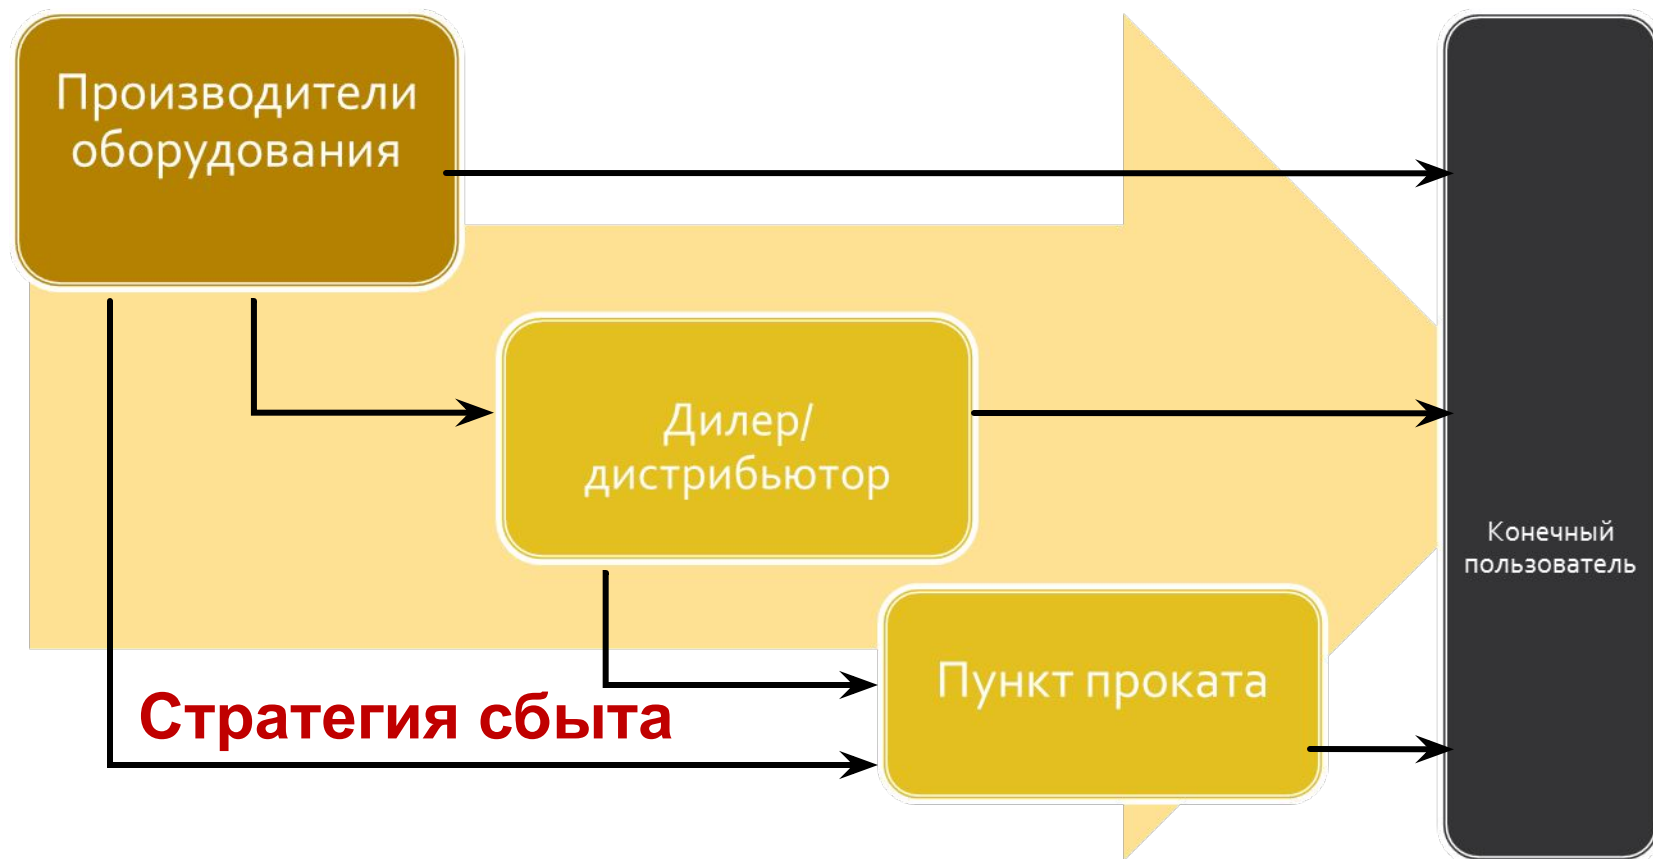 Производители
оборудования
Дилер/
дистрибьютор
Конечный
пользователь
Пункт проката
Стратегия сбыта